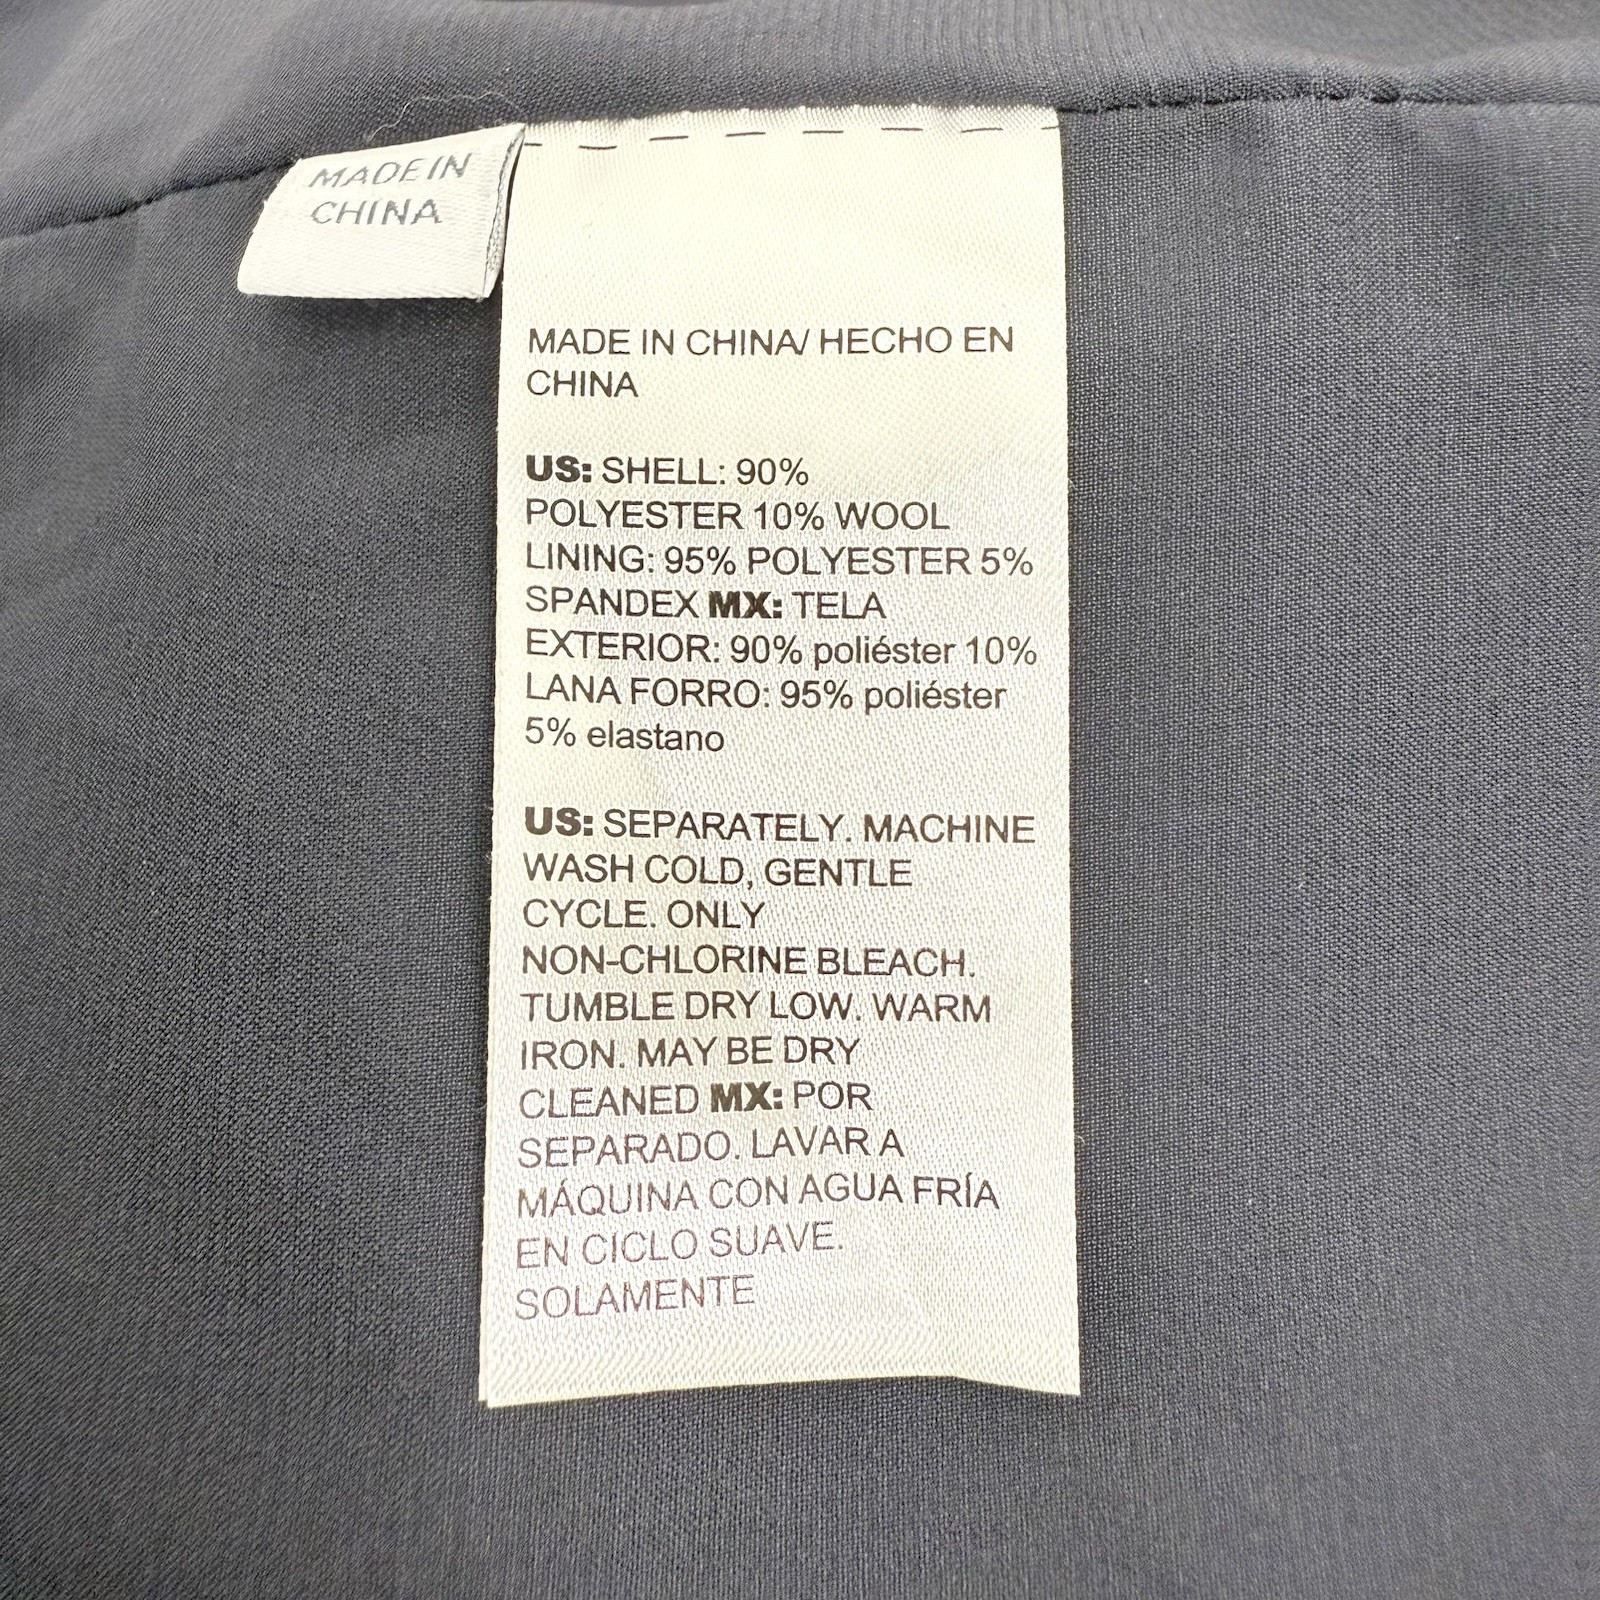 MADE IN
CHINA
MADE IN CHINA/ HECHO EN
CHINA
US: SHELL: 90%
POLYESTER 10% WOOL
LINING: 95% POLYESTER 5%
SPANDEX MX: TELA
EXTERIOR: 90% poliéster 10%
LANA FORRO: 95% poliéster
5% elastano
US: SEPARATELY. MACHINE
WASH COLD, GENTLE
CYCLE. ONLY
NON-CHLORINE BLEACH.
TUMBLE DRY LOW. WARM
IRON. MAY BE DRY
CLEANED MX: POR
SEPARADO. LAVAR A
MÁQUINA CON AGUA FRÍA
EN CICLO SUAVE.
SOLAMENTE